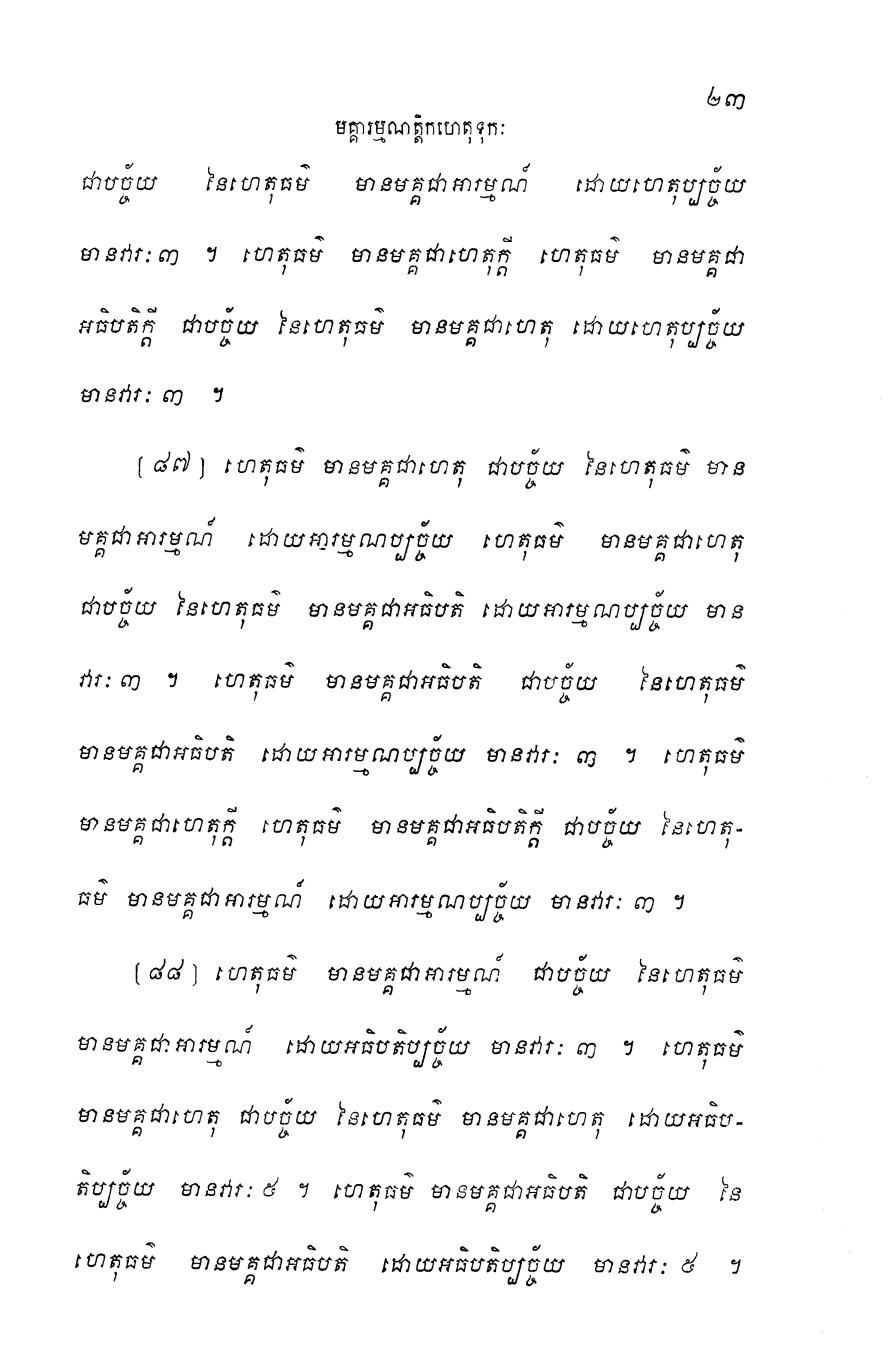 ២៣
មគ្គារម្មណត្តិកហេតុទុកៈ
ជាបច្ច័យ នៃហេតុធម៌ មានមគ្គជាអារម្មណ៍ ដោយហេតុប្បច្ច័យ
មានវារៈ ៣ ។ ហេតុធម៌ មានមគ្គជាហេតុក្តី ហេតុធម៌ មានមគ្គជា
អធិបតិក្តី ជាបច្ច័យ នៃហេតុធម៌ មានមគ្គជាហេតុ ដោយហេតុប្បច្ច័យ
មានវារៈ ៣ ។
[៨៧] ហេតុធម៌ មានមគ្គជាហេតុ ជាបច្ច័យ នៃហេតុធម៌ មាន
មគ្គជាអារម្មណ៍ ដោយអារម្មណប្បច្ច័យ ហេតុធម៌ មានមគ្គជាហេតុ
ជាបច្ច័យ នៃហេតុធម៌ មានមគ្គជាអធិបតិ ដោយអារម្មណប្បច្ច័យ មាន
វារៈ ៣ ។ ហេតុធម៌ មានមគ្គជាអធិបតិ ជាបច្ច័យ នៃហេតុធម៌
មានមគ្គជាអធិបតិ ដោយអារម្មណប្បច្ច័យ មានវារៈ ៣ ។ ហេតុធម៌
មានមគ្គជាហេតុក្តី ហេតុធម៌ មានមគ្គជាអធិបតិក្តី ជាបច្ច័យ នៃហេតុ-
ធម៌ មានមគ្គជាអារម្មណ៍ ដោយអារម្មណប្បច្ច័យ មានវារៈ ៣ ។
[៨៨] ហេតុធម៌ មានមគ្គជាអារម្មណ៍ ជាបច្ច័យ នៃហេតុធម៌
មានមគ្គជាអារម្មណ៍ ដោយអធិបតិប្បច្ច័យ មានវារៈ ៣ ។ ហេតុធម៌
មានមគ្គជាហេតុ ជាបច្ច័យ នៃហេតុធម៌ មានមគ្គជាហេតុ ដោយអធិប-
តិប្បច្ច័យ មានវារៈ ៥ ។ ហេតុធម៌ មានមគ្គជាអធិបតិ ជាបច្ច័យ នៃ
ហេតុធម៌ មានមគ្គជាអធិបតិ ដោយអធិបតិប្បច្ច័យ មានវារៈ ៥ ។